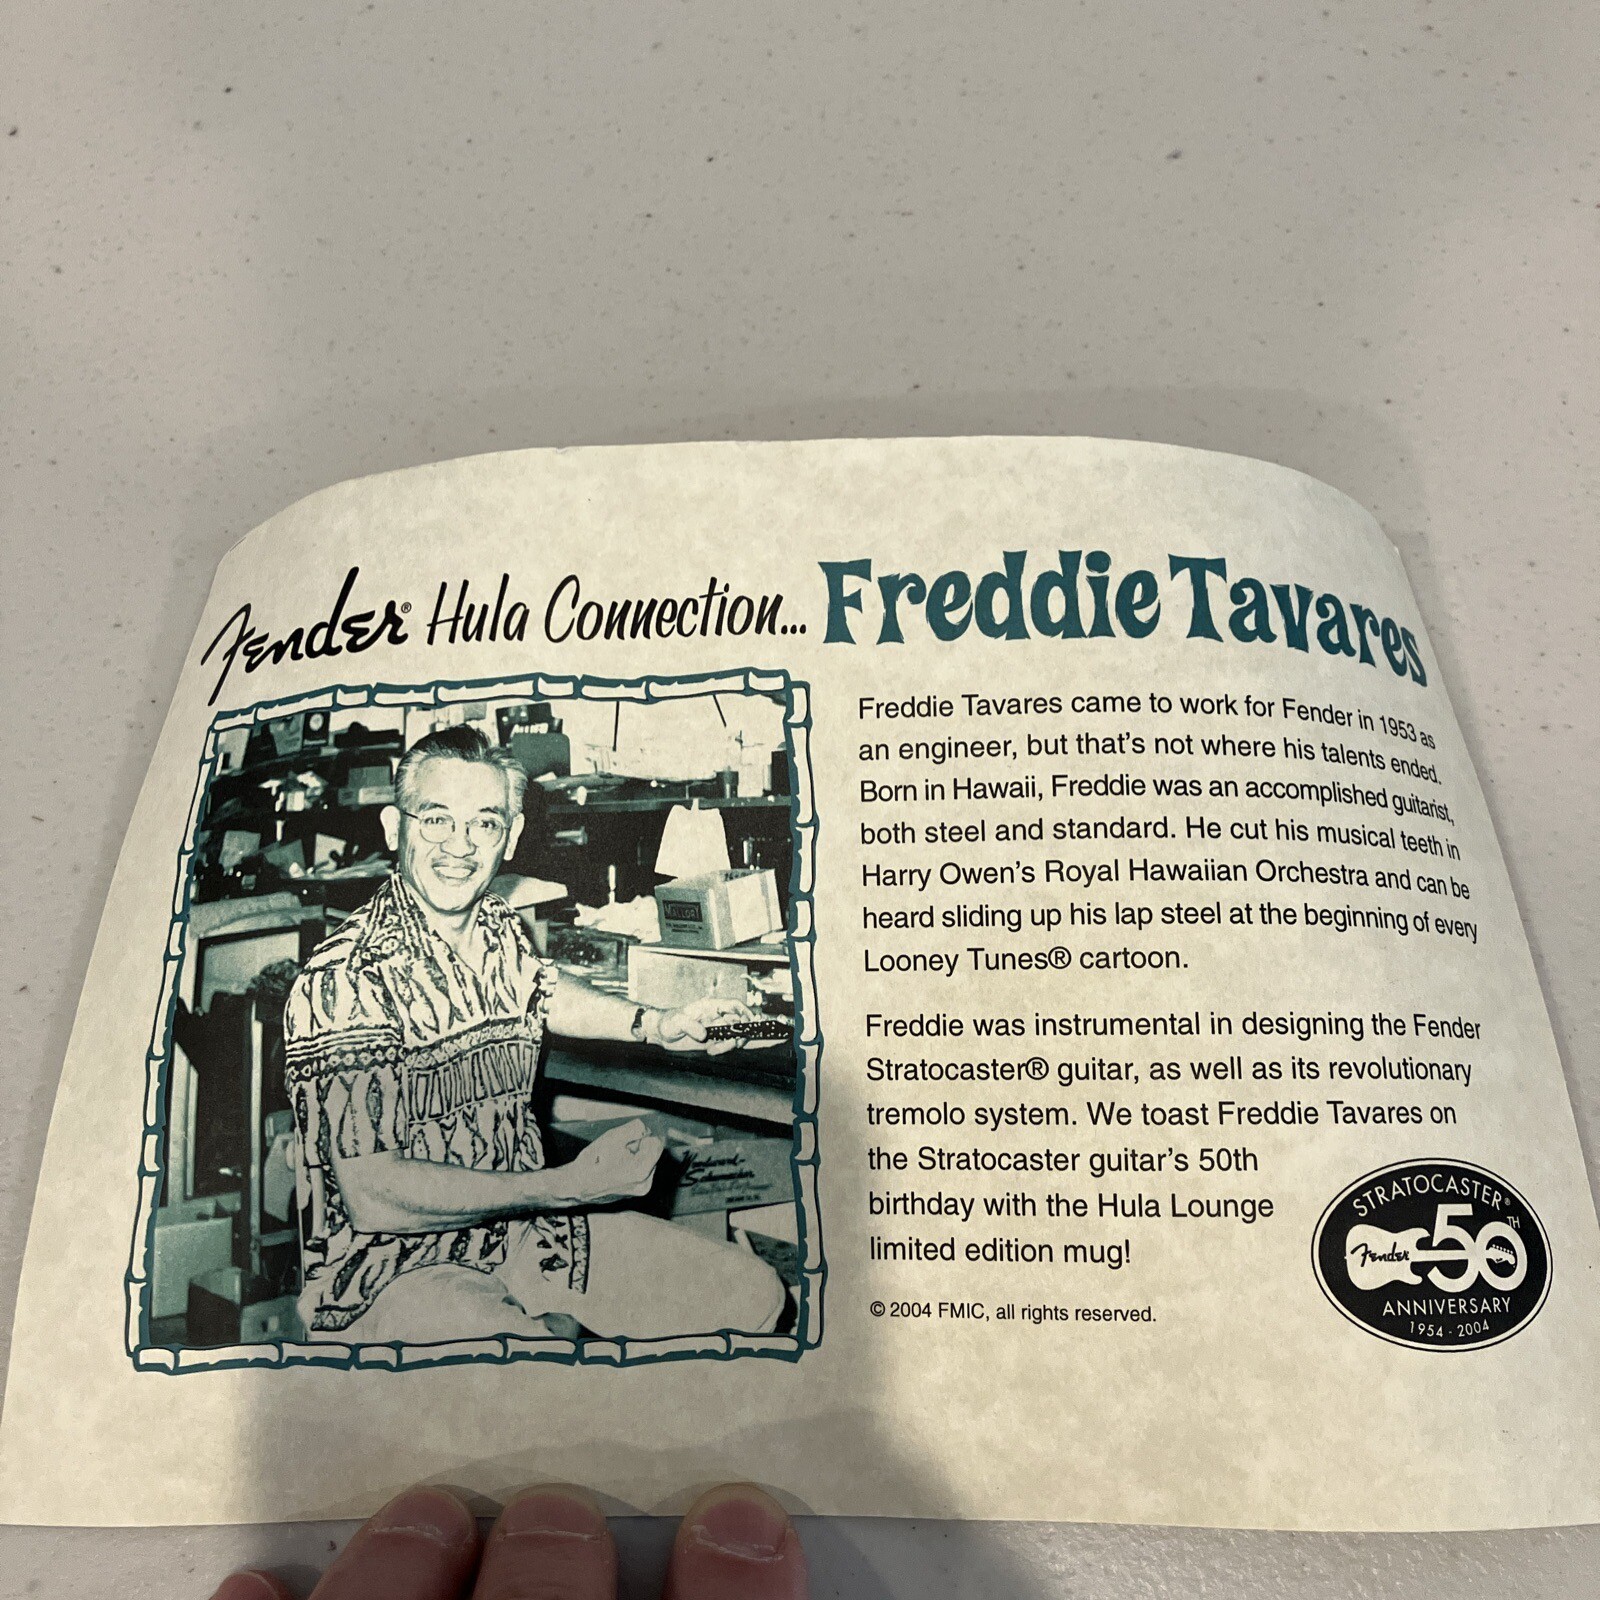 Fender® Hula Connection... Freddie Tavares
Freddie Tavares came to work for Fender in 1953 as
an engineer, but that's not where his talents ended.
Born in Hawaii, Freddie was an accomplished guitarist,
both steel and standard. He cut his musical teeth in
Harry Owen's Royal Hawaiian Orchestra and can be
heard sliding up his lap steel at the beginning of every
Looney Tunes® cartoon.
Freddie was instrumental in designing the Fender
Stratocaster® guitar, as well as its revolutionary
tremolo system. We toast Freddie Tavares on
the Stratocaster guitar's 50th
birthday with the Hula Lounge
limited edition mug!
© 2004 FMIC, all rights reserved.
STRATOCASTER®
Fender 50TH
ANNIVERSARY
1954 - 2004
MALLORY